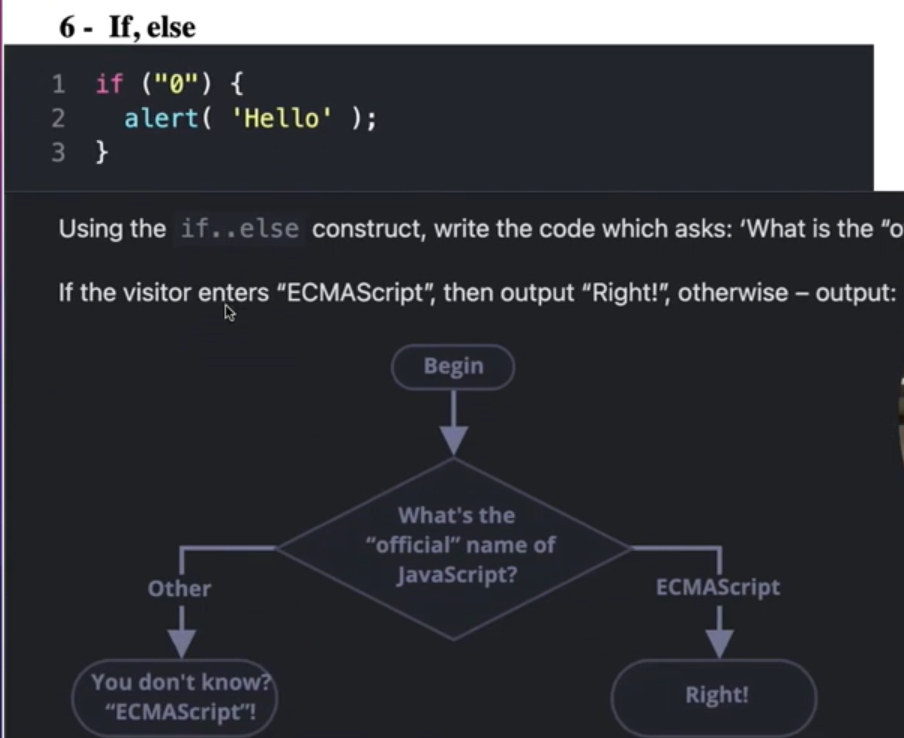 6 - If, else
1 if ("0") {
2 alert( 'Hello' );
3 }
Using the if..else construct, write the code which asks: ‘What is the “o
If the visitor enters “ECMAScript”, then output “Right!”, otherwise – output:
Begin
What's the
“official” name of
JavaScript?
Other
ECMAScript
You don't know?
“ECMAScript”!
Right!